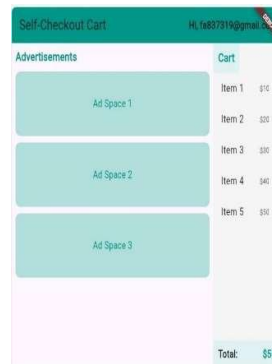 Self-Checkout Cart
Hi, fa837319@gmail.co
Advertisements
Ad Space 1
Ad Space 2
Ad Space 3
Cart
Item 1 $10
Item 2 $20
Item 3 $30
Item 4 $40
Item 5 $50
Total: $5